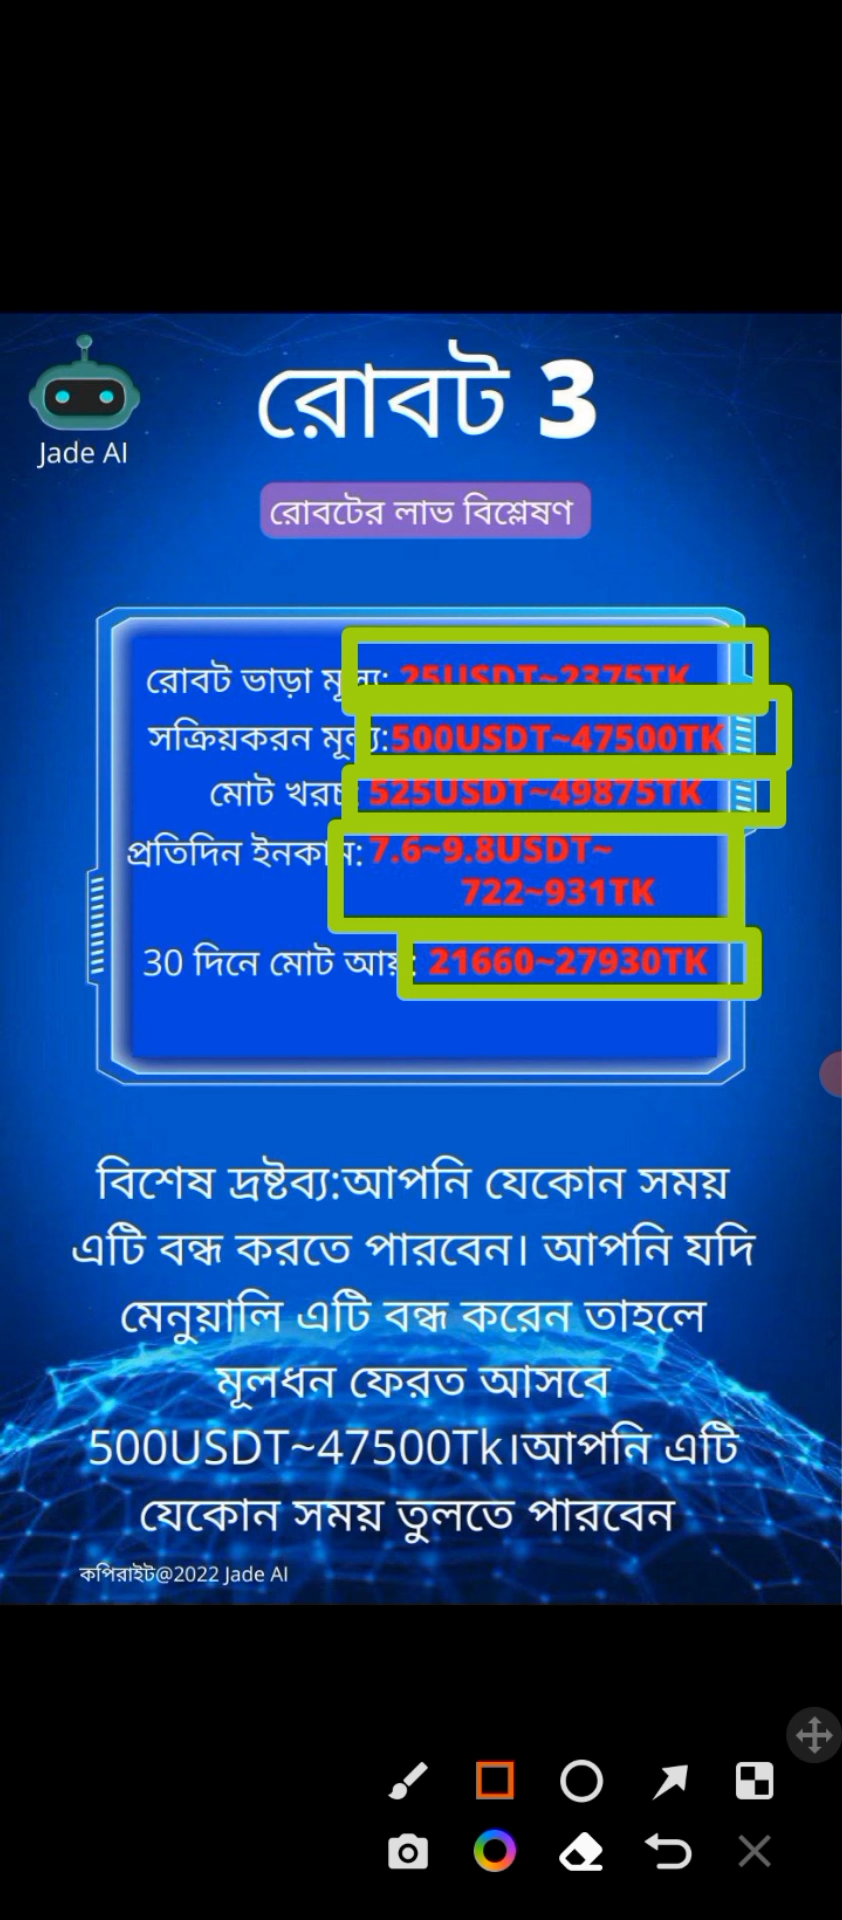 রোবট 3
Jade AI
রোবটের লাভ বিশ্লেষণ
রোবট ভাড়া মূল্য: 25USDT~2375TK
সক্রিয়করন মূল্য:500USDT~47500TK
মোট খরচ: 525USDT~49875TK
প্রতিদিন ইনকাম: 7.6~9.8USDT~
722~931TK
30 দিনে মোট আয়: 21660~27930TK
বিশেষ দ্রষ্টব্য:আপনি যেকোন সময়
এটি বন্ধ করতে পারবেন। আপনি যদি
মেনুয়ালি এটি বন্ধ করেন তাহলে
মূলধন ফেরত আসবে
500USDT~47500Tk।আপনি এটি
যেকোন সময় তুলতে পারবেন
কপিরাইট@2022 Jade AI